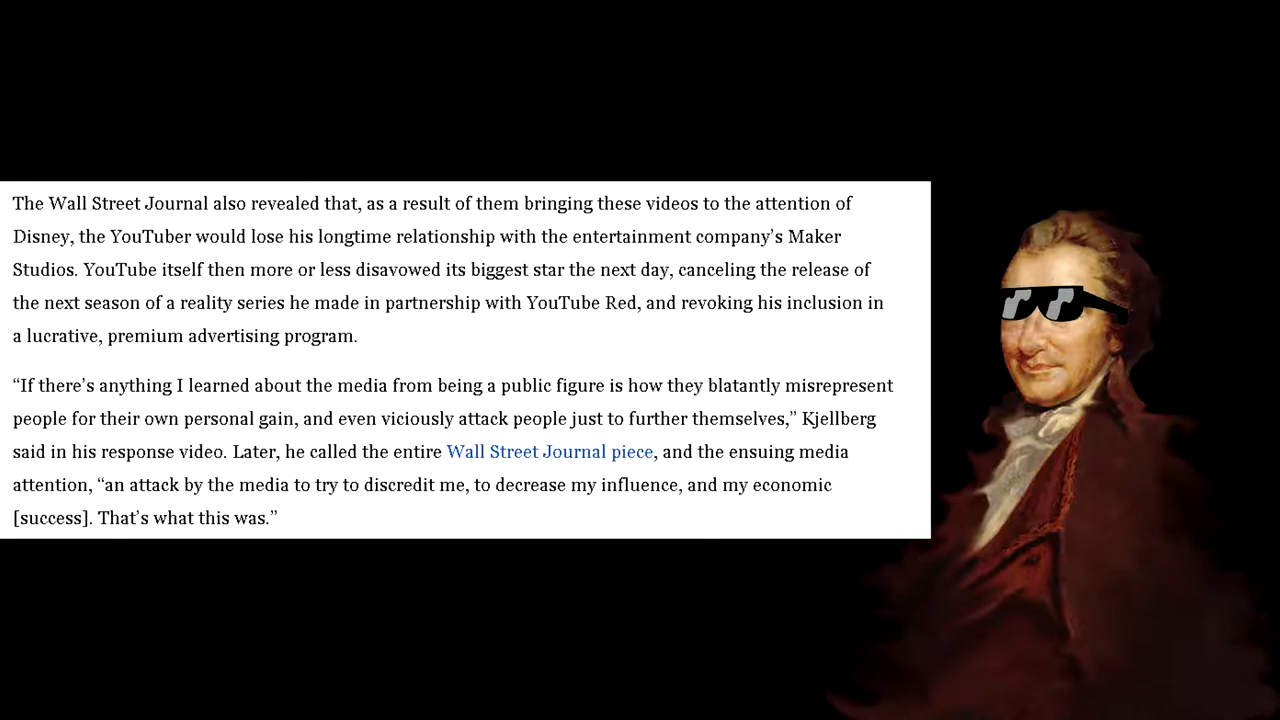 The Wall Street Journal also revealed that, as a result of them bringing these videos to the attention of
Disney, the YouTuber would lose his longtime relationship with the entertainment company’s Maker
Studios. YouTube itself then more or less disavowed its biggest star the next day, canceling the release of
the next season of a reality series he made in partnership with YouTube Red, and revoking his inclusion in
a lucrative, premium advertising program.
“If there’s anything I learned about the media from being a public figure is how they blatantly misrepresent
people for their own personal gain, and even viciously attack people just to further themselves,” Kjellberg
said in his response video. Later, he called the entire Wall Street Journal piece, and the ensuing media
attention, “an attack by the media to try to discredit me, to decrease my influence, and my economic
[success]. That’s what this was.”